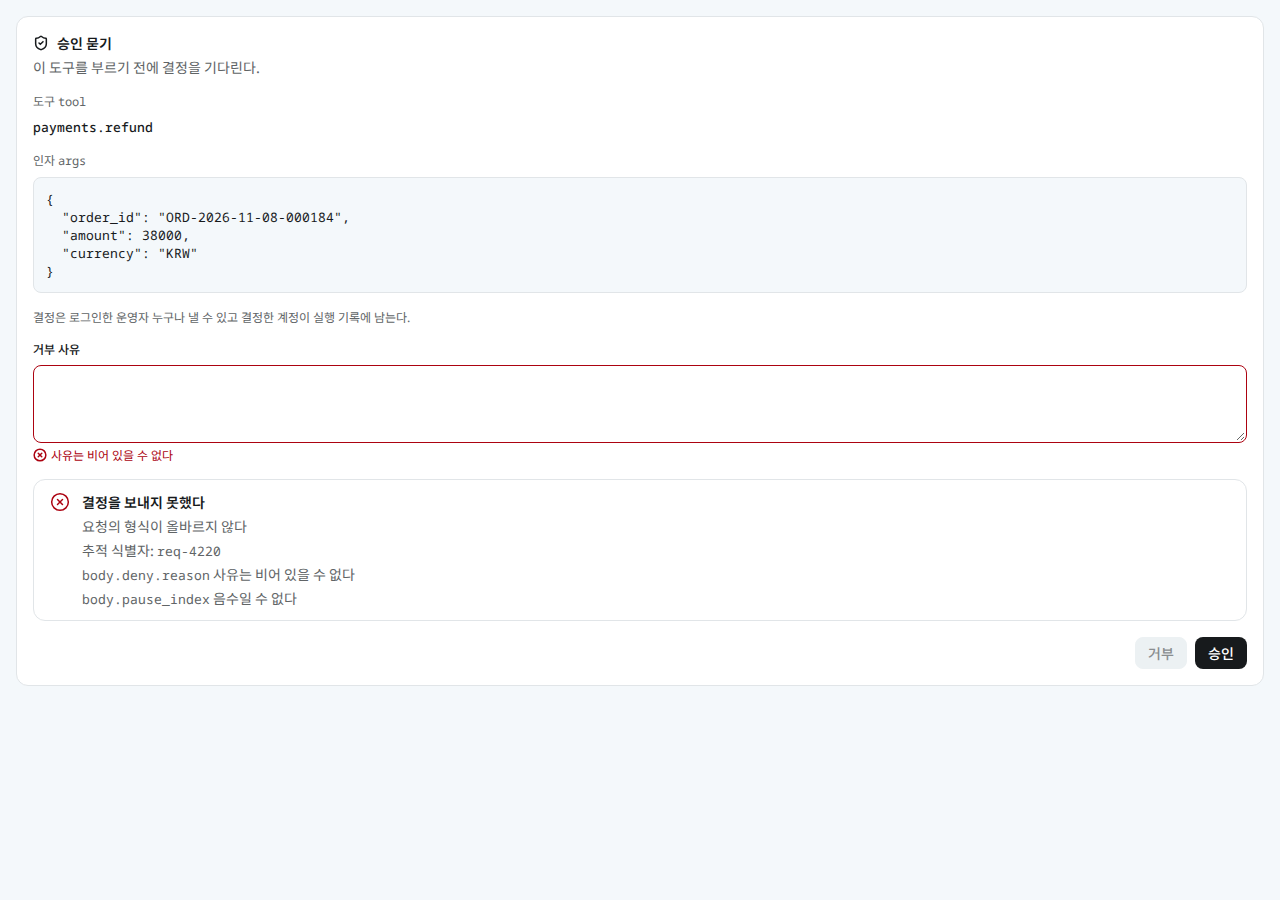 승인 묻기
이 도구를 부르기 전에 결정을 기다린다.
도구 tool
payments.refund
인자 args
{
  "order_id": "ORD-2026-11-08-000184",
  "amount": 38000,
  "currency": "KRW"
}
결정은 로그인한 운영자 누구나 낼 수 있고 결정한 계정이 실행 기록에 남는다.
거부 사유
사유는 비어 있을 수 없다
결정을 보내지 못했다
요청의 형식이 올바르지 않다
추적 식별자: req-4220
body.deny.reason 사유는 비어 있을 수 없다
body.pause_index 음수일 수 없다
거부 승인